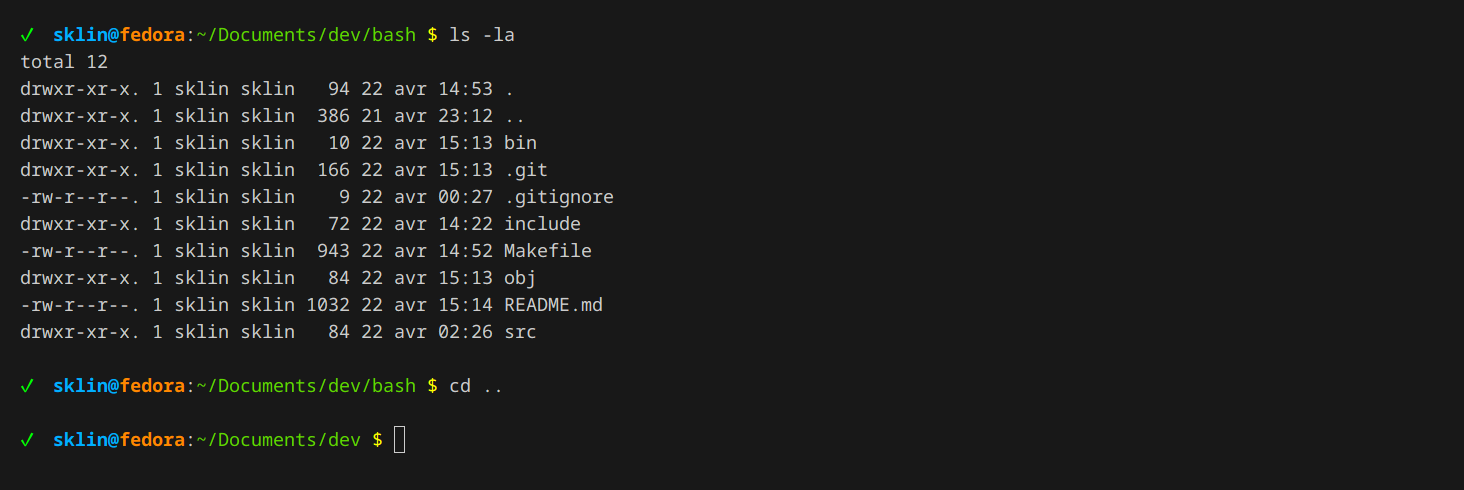 ✓ sklin@fedora:~/Documents/dev/bash $ ls -la
total 12
drwxr-xr-x. 1 sklin sklin   94 22 avr 14:53 .
drwxr-xr-x. 1 sklin sklin  386 21 avr 23:12 ..
drwxr-xr-x. 1 sklin sklin   10 22 avr 15:13 bin
drwxr-xr-x. 1 sklin sklin  166 22 avr 15:13 .git
-rw-r--r--. 1 sklin sklin    9 22 avr 00:27 .gitignore
drwxr-xr-x. 1 sklin sklin   72 22 avr 14:22 include
-rw-r--r--. 1 sklin sklin  943 22 avr 14:52 Makefile
drwxr-xr-x. 1 sklin sklin   84 22 avr 15:13 obj
-rw-r--r--. 1 sklin sklin 1032 22 avr 15:14 README.md
drwxr-xr-x. 1 sklin sklin   84 22 avr 02:26 src
✓ sklin@fedora:~/Documents/dev/bash $ cd ..
✓ sklin@fedora:~/Documents/dev $